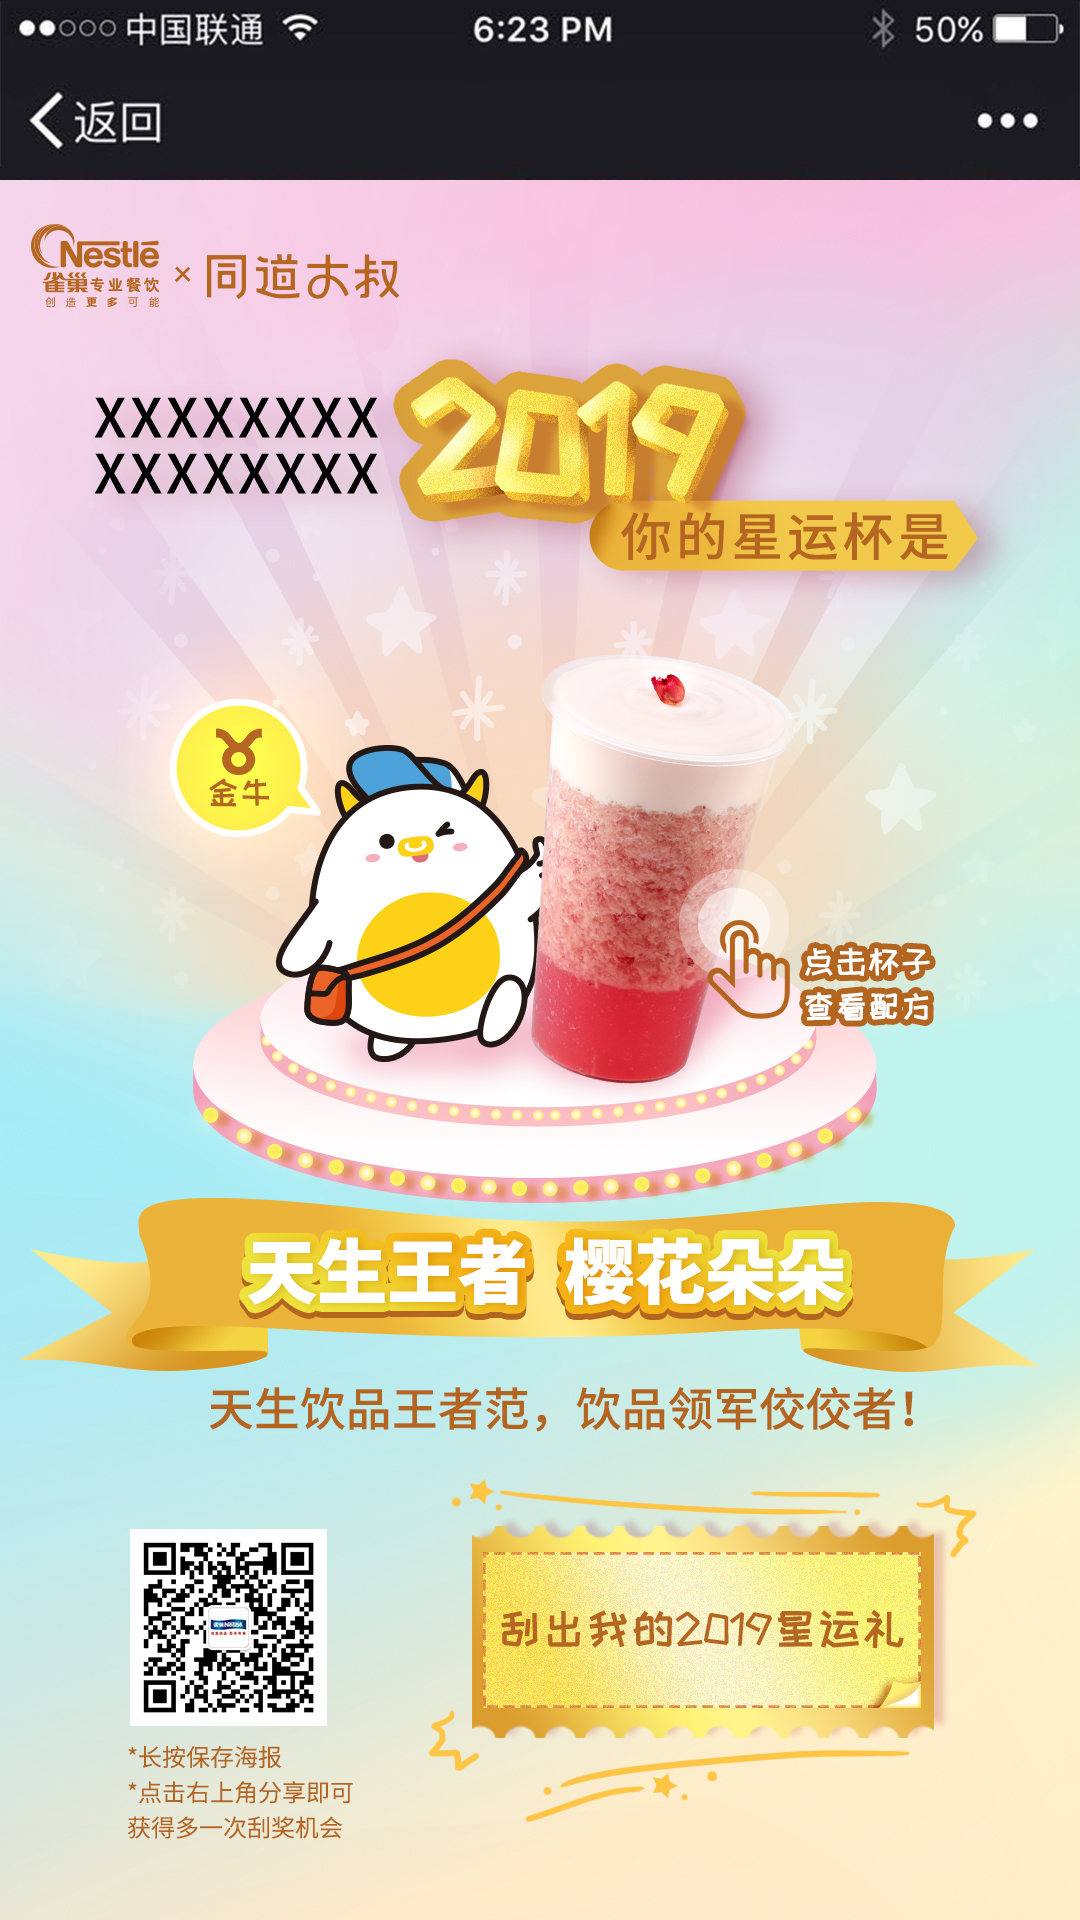 中国联通
6:23 PM
50%
返回
Nestlé
雀巢专业餐饮
创造更多可能
×
同道大叔
XXXXXXXX
XXXXXXXX
2019
你的星运杯是
金牛
点击杯子
查看配方
天生王者 樱花朵朵
天生饮品王者范，饮品领军佼佼者！
刮出我的2019星运礼
*长按保存海报
*点击右上角分享即可
获得多一次刮奖机会